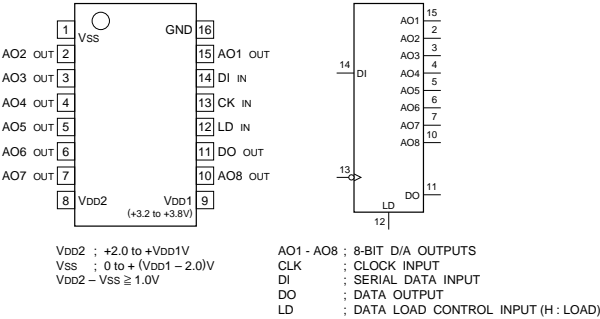 1 VSS GND 16
AO2 OUT 2 15 AO1 OUT
AO3 OUT 3 14 DI IN
AO4 OUT 4 13 CK IN
AO5 OUT 5 12 LD IN
AO6 OUT 6 11 DO OUT
AO7 OUT 7 10 AO8 OUT
8 VDD2 VDD1 9
(+3.2 to +3.8V)
AO1 15
AO2 2
AO3 3
14 DI AO4 4
AO5 5
AO6 6
AO7 7
AO8 10
13
DO 11
LD
12
VDD2 ; +2.0 to +VDD1V
VSS ; 0 to + (VDD1 – 2.0)V
VDD2 – VSS ≧ 1.0V
AO1 - AO8 ; 8-BIT D/A OUTPUTS
CLK ; CLOCK INPUT
DI ; SERIAL DATA INPUT
DO ; DATA OUTPUT
LD ; DATA LOAD CONTROL INPUT (H : LOAD)